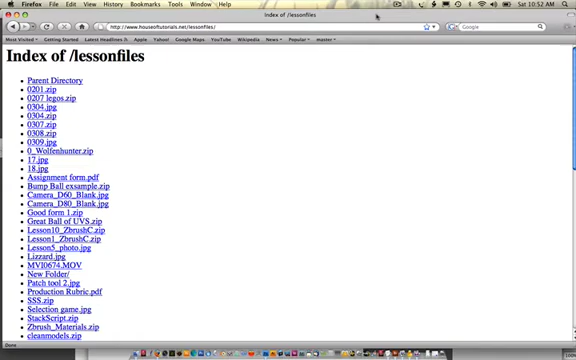 Firefox File Edit View History Bookmarks Tools Window Help
Sat 10:52 AM
Index of /lessonfiles
http://www.houseoftutorials.net/lessonfiles/
Google
Most Visited Getting Started Latest Headlines Apple Yahoo! Google Maps YouTube Wikipedia News Popular master
Index of /lessonfiles
Parent Directory
0201.zip
0207 legos.zip
0304.jpg
0304.zip
0307.zip
0308.zip
0309.jpg
0_Wolfenhunter.zip
17.jpg
18.jpg
Assignment form.pdf
Bump Ball exsample.zip
Camera_D60_Blank.jpg
Camera_D80_Blank.jpg
Good form 1.zip
Great Ball of UVS.zip
Lesson10_ZbrushC.zip
Lesson1_ZbrushC.zip
Lesson5_photo.jpg
Lizzard.jpg
MVI0674.MOV
New Folder/
Patch tool 2.jpg
Production Rubric.pdf
SSS.zip
Selection game.jpg
StackScript.zip
Zbrush_Materials.zip
cleanmodels.zip
Done